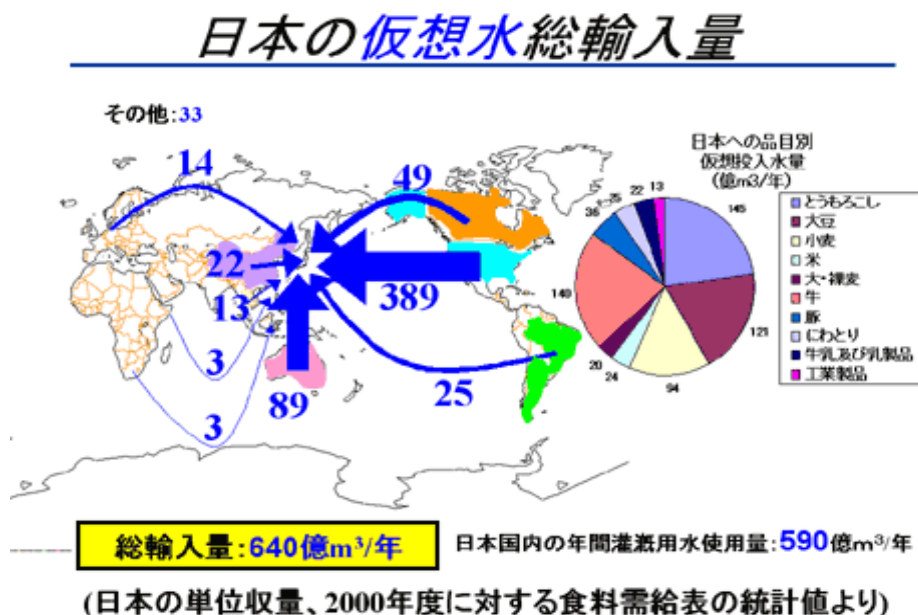 日本の仮想水総輸入量
その他:33
14
49
22
389
13
3
89
25
3
日本への品目別
仮想投入水量
(億m3/年)
13
22
25
36
145
140
121
20
24
94
とうもろこし
大豆
小麦
米
大・裸麦
牛
豚
にわとり
牛乳及び乳製品
工業製品
総輸入量:640億m³/年
日本国内の年間灌漑用水使用量:590億m³/年
(日本の単位収量、2000年度に対する食料需給表の統計値より)